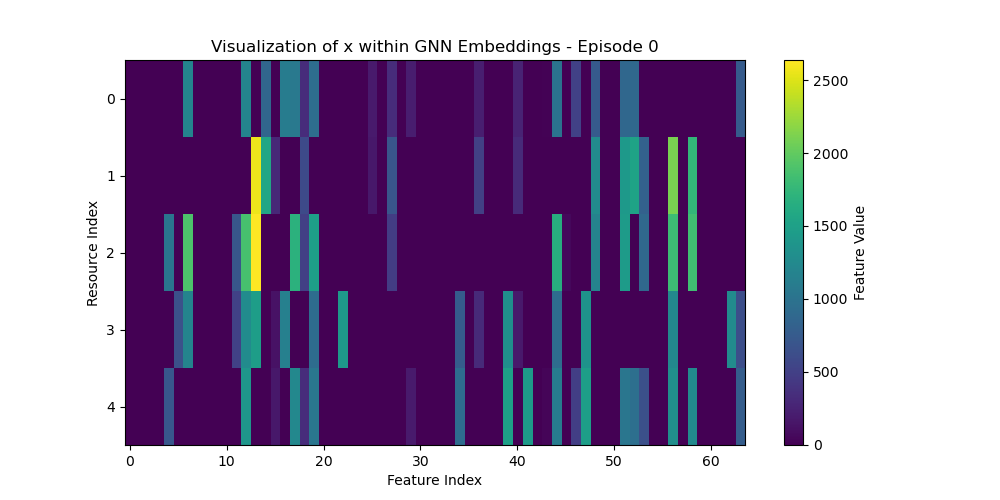 Visualization of x within GNN Embeddings - Episode 0
Resource Index
0
1
2
3
4
0 10 20 30 40 50 60
Feature Index
2500
2000
1500
1000
500
0
Feature Value